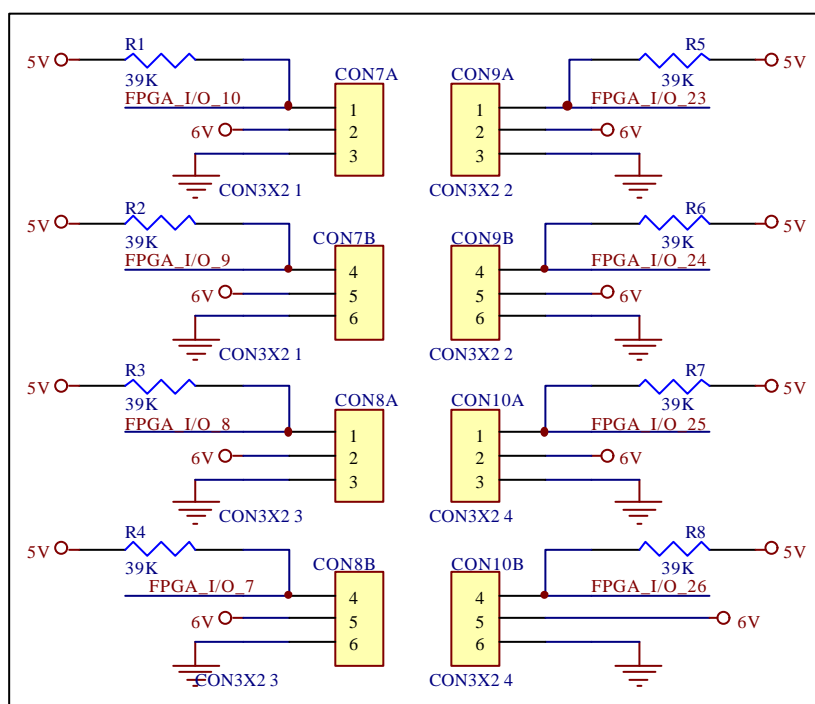 R1
5V
39K
FPGA_I/O_10
CON7A
1
6V
2
3
CON3X2 1
R5
5V
39K
FPGA_I/O_23
CON9A
1
2
6V
3
CON3X2 2
R2
5V
39K
FPGA_I/O_9
CON7B
4
6V
5
6
CON3X2 1
R6
5V
39K
FPGA_I/O_24
CON9B
4
5
6V
6
CON3X2 2
R3
5V
39K
FPGA_I/O_8
CON8A
1
6V
2
3
CON3X2 3
R7
5V
39K
FPGA_I/O_25
CON10A
1
2
6V
3
CON3X2 4
R4
5V
39K
FPGA_I/O_7
CON8B
4
6V
5
6
CON3X2 3
R8
5V
39K
FPGA_I/O_26
CON10B
4
5
6V
6
CON3X2 4